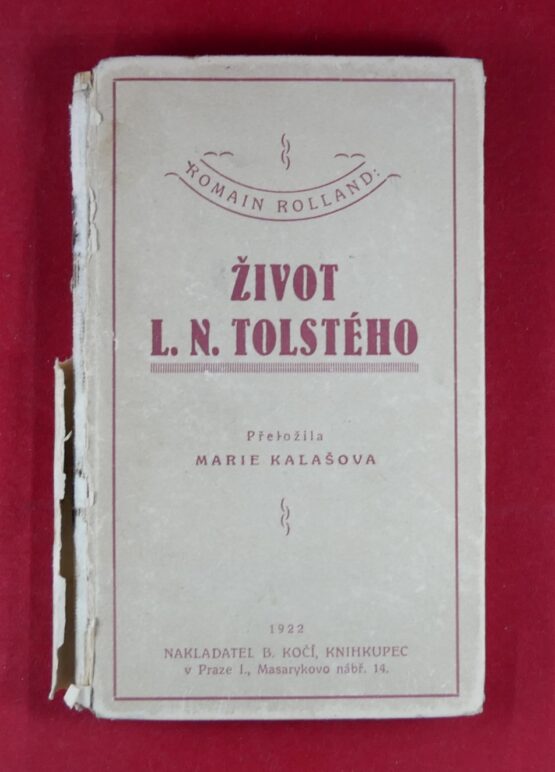 ROMAIN ROLLAND:
ŽIVOT
L. N. TOLSTÉHO
Přeložila
MARIE KALAŠOVA
1922
NAKLADATEL B. KOČÍ, KNIHKUPEC
v Praze I., Masarykovo nábř. 14.